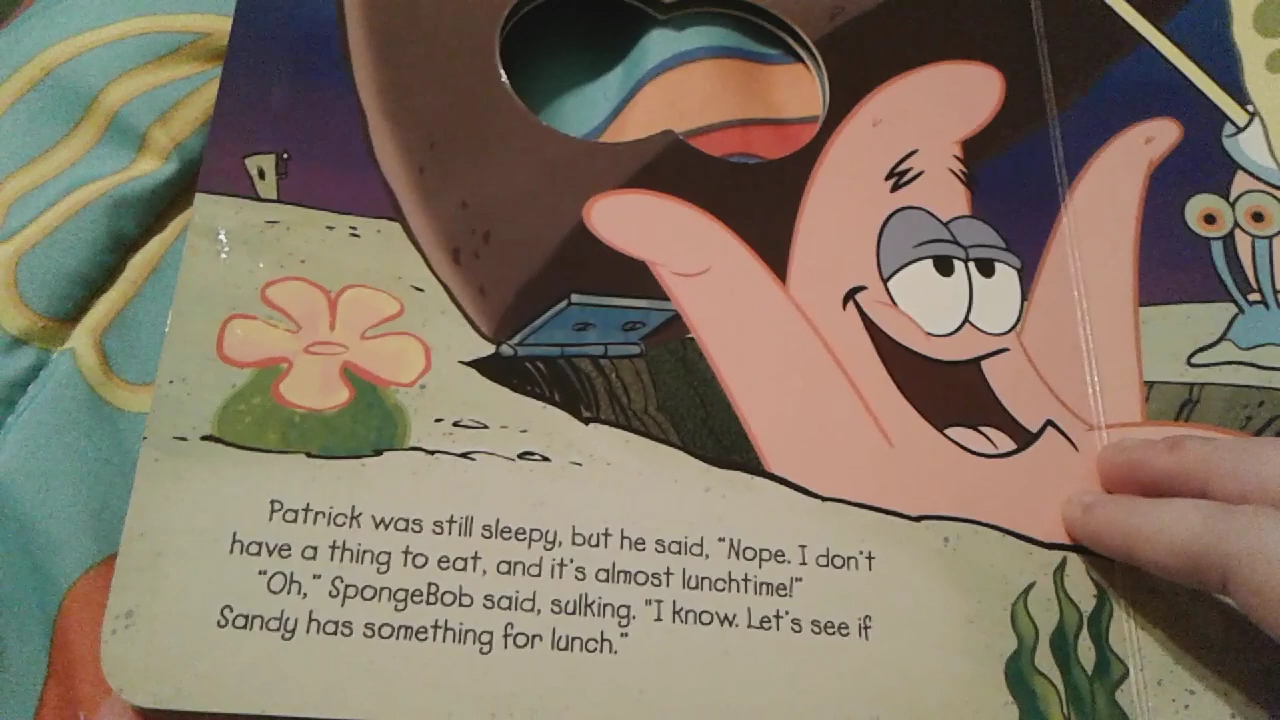 Patrick was still sleepy, but he said, “Nope. I don’t
have a thing to eat, and it’s almost lunchtime!”
“Oh,” SpongeBob said, sulking. “I know. Let’s see if
Sandy has something for lunch.”